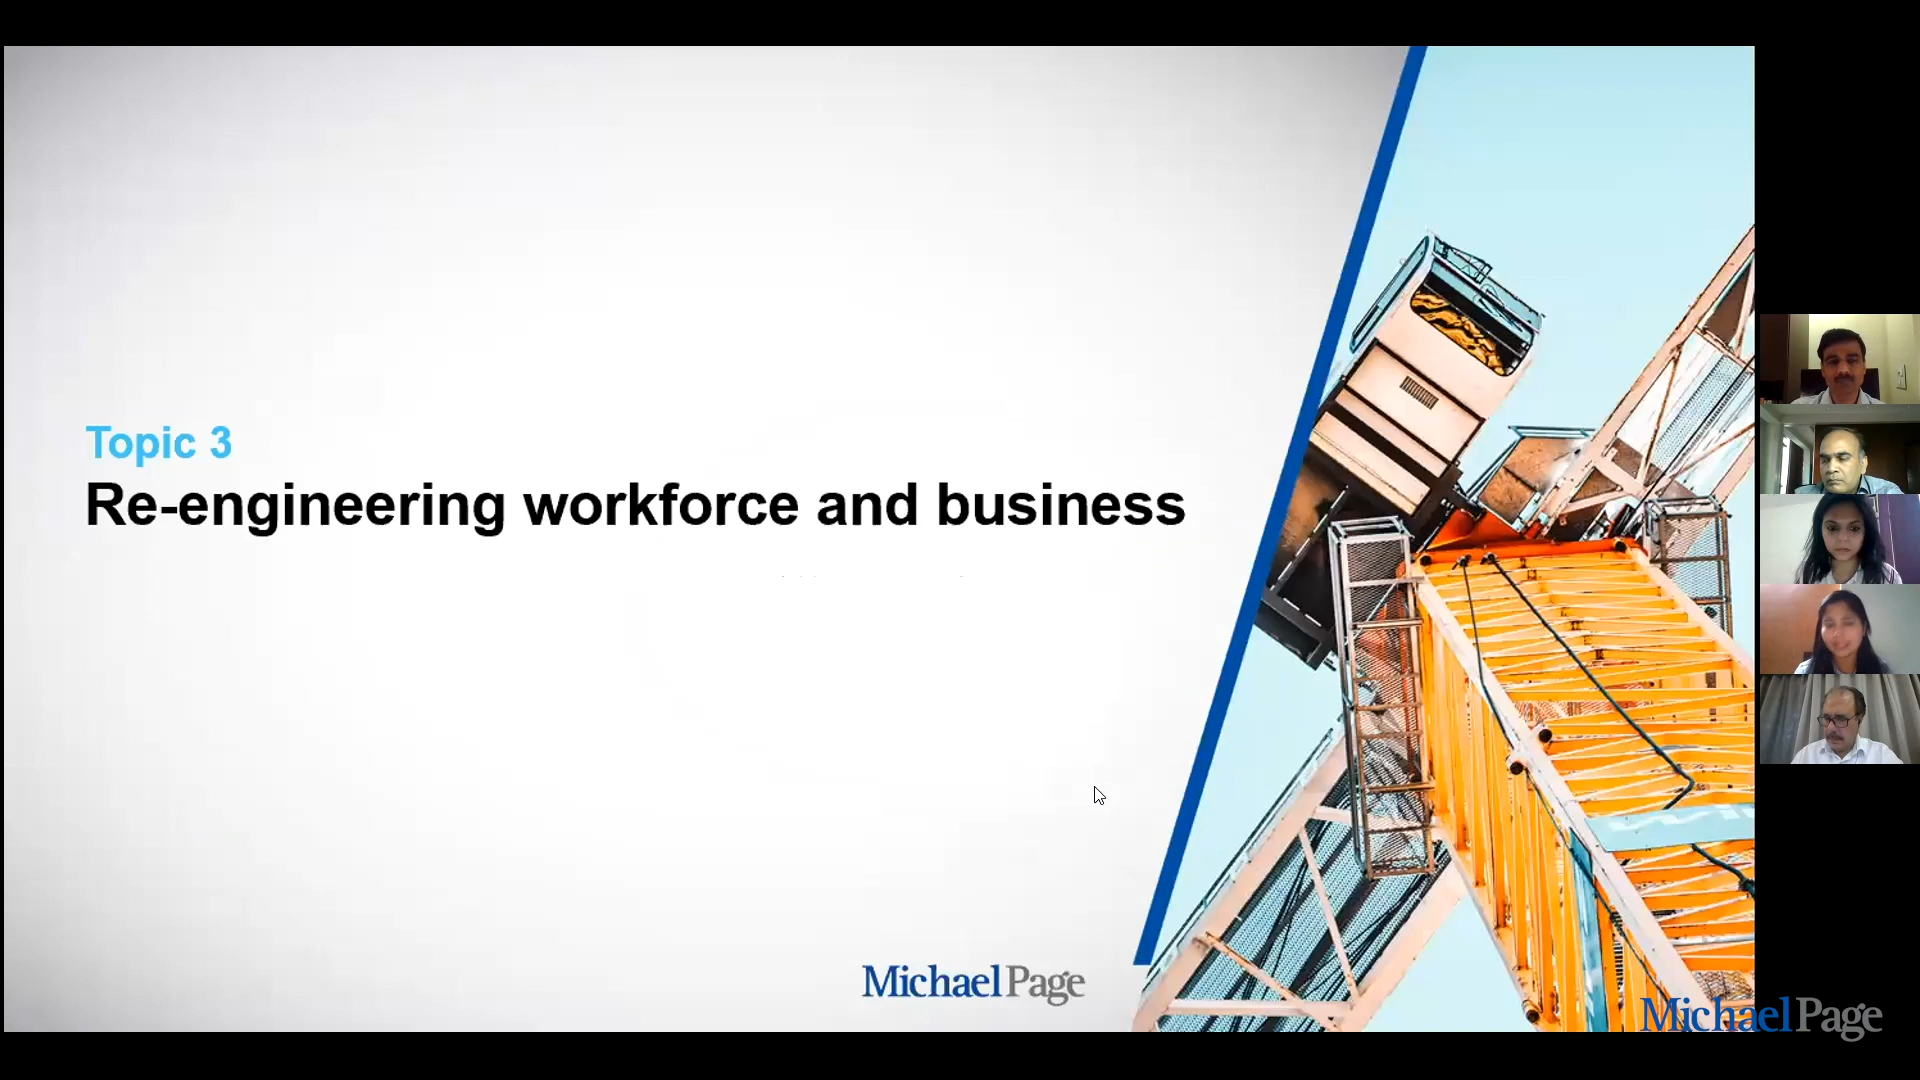 Topic 3
Re-engineering workforce and business
MichaelPage
MichaelPage